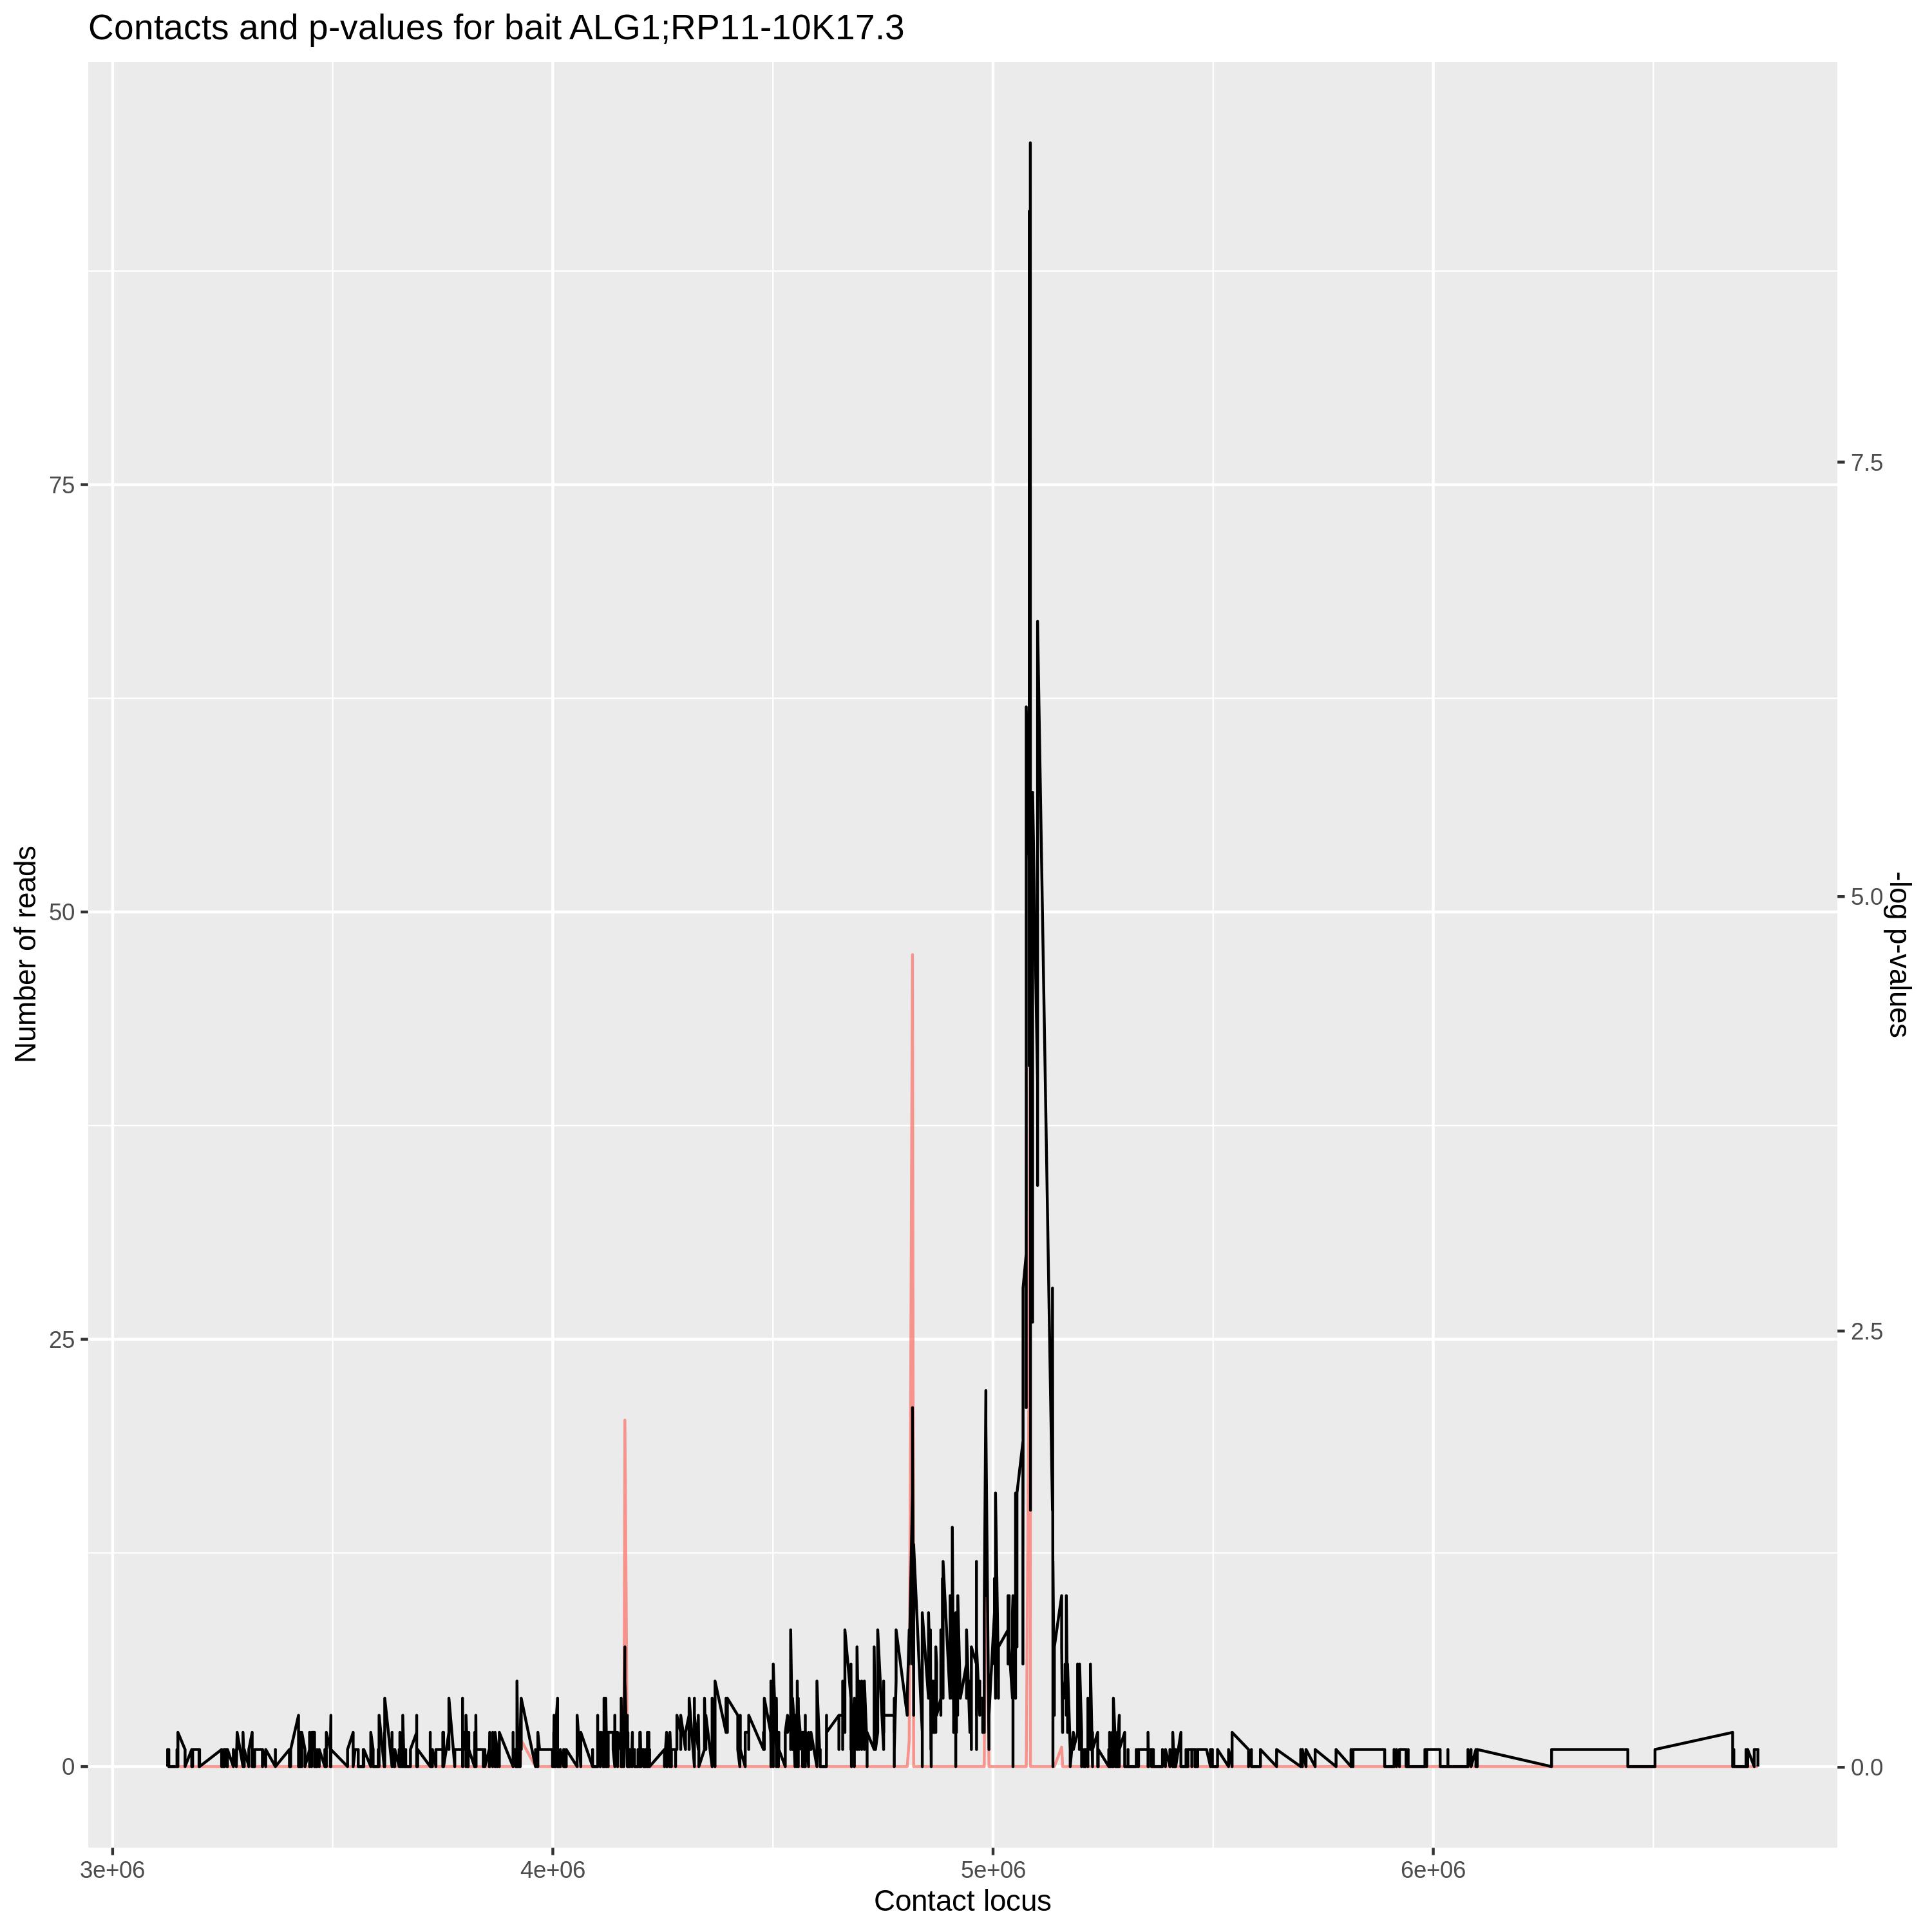 Contacts and p-values for bait ALG1;RP11-10K17.3
Number of reads
75
50
25
0
7.5
5.0
2.5
0.0
-log p-values
3e+06
4e+06
5e+06
6e+06
Contact locus